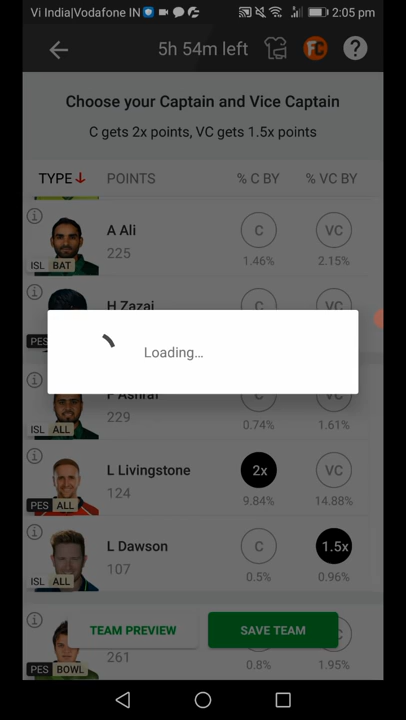 Vi India|Vodafone IN 2:05 pm
5h 54m left FC ?
Choose your Captain and Vice Captain
C gets 2x points, VC gets 1.5x points
TYPE POINTS % C BY % VC BY
A Ali C VC
225
ISL BAT 1.46% 2.15%
H Zazai C VC
PES
Loading...
F Ashraf C VC
229
ISL ALL 0.74% 1.61%
L Livingstone 2x VC
124
PES ALL 9.84% 14.88%
L Dawson C 1.5x
107
ISL ALL 0.5% 0.96%
TEAM PREVIEW SAVE TEAM
261
PES BOWL 0.8% 1.95%